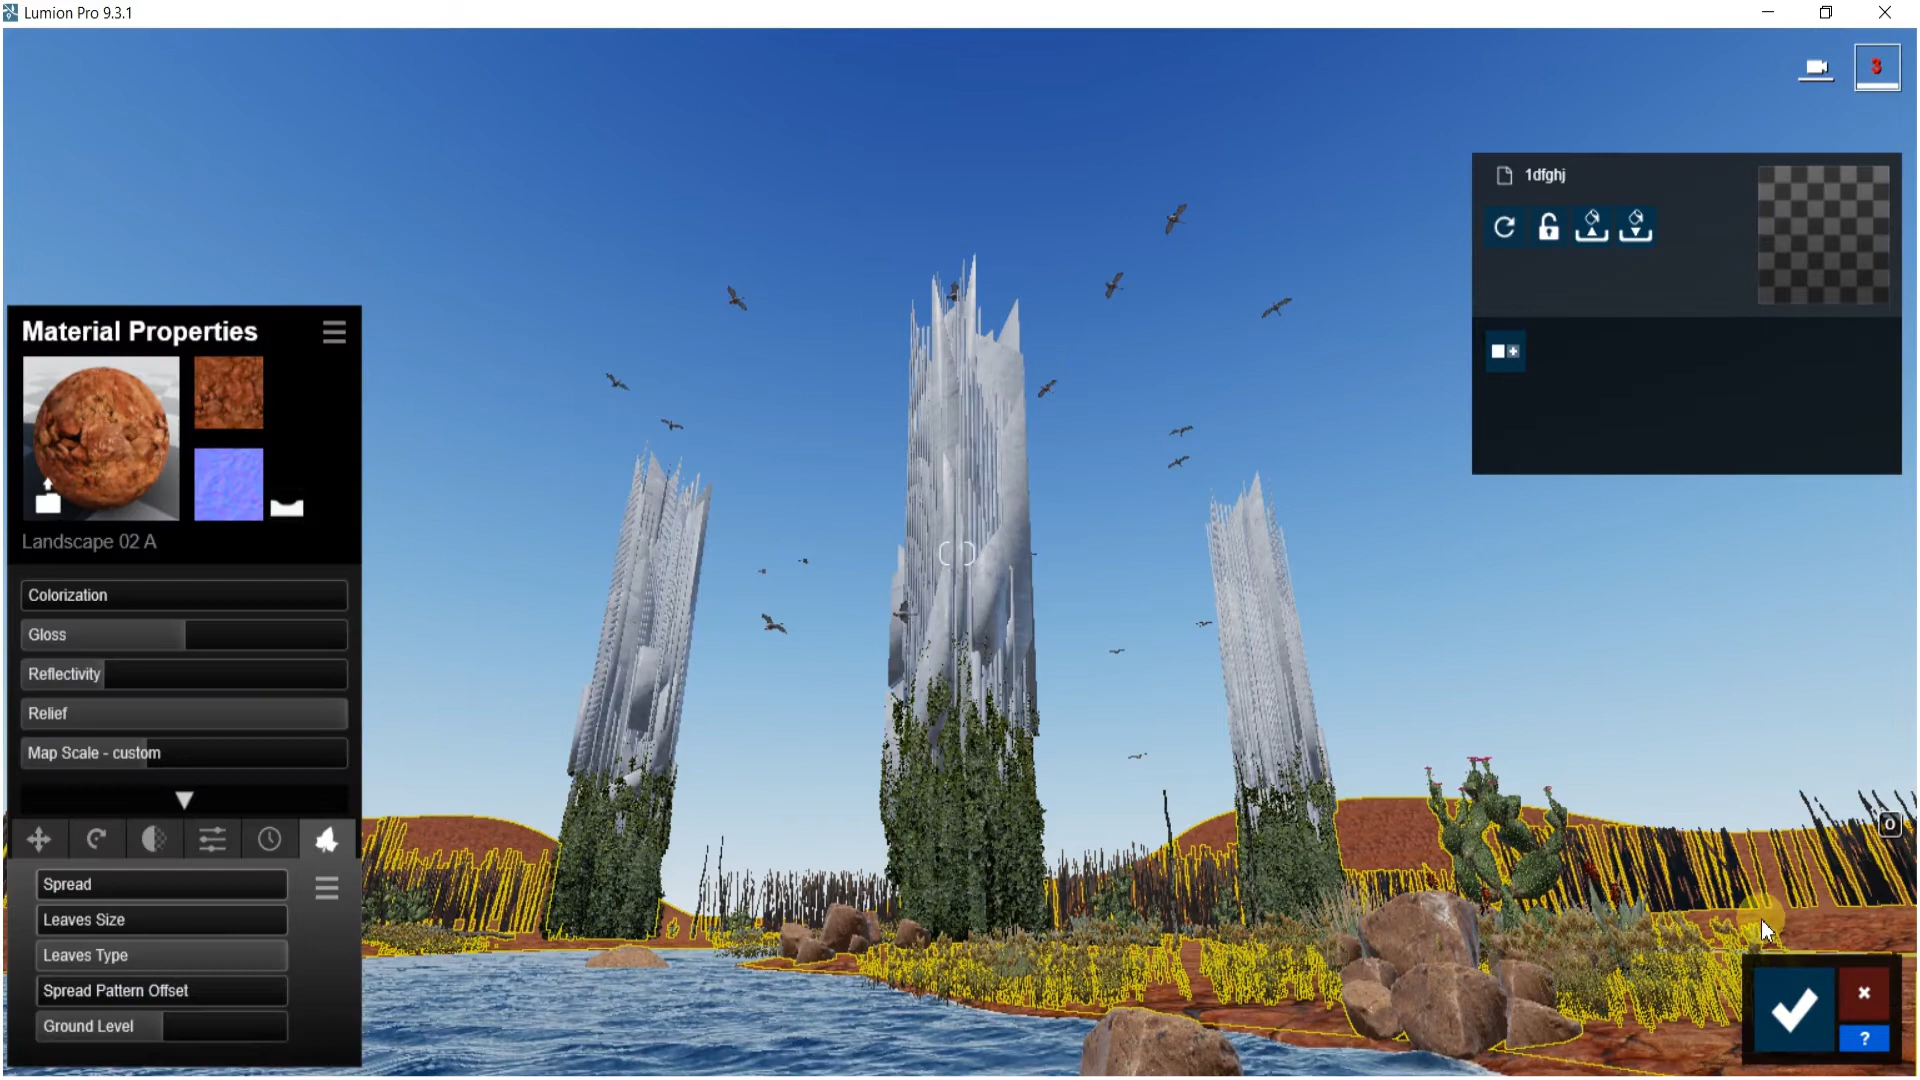 Lumion Pro 9.3.1
3
1dfghj
Material Properties
Landscape 02 A
Colorization
Gloss
Reflectivity
Relief
Map Scale - custom
Spread
Leaves Size
Leaves Type
Spread Pattern Offset
Ground Level
O
?